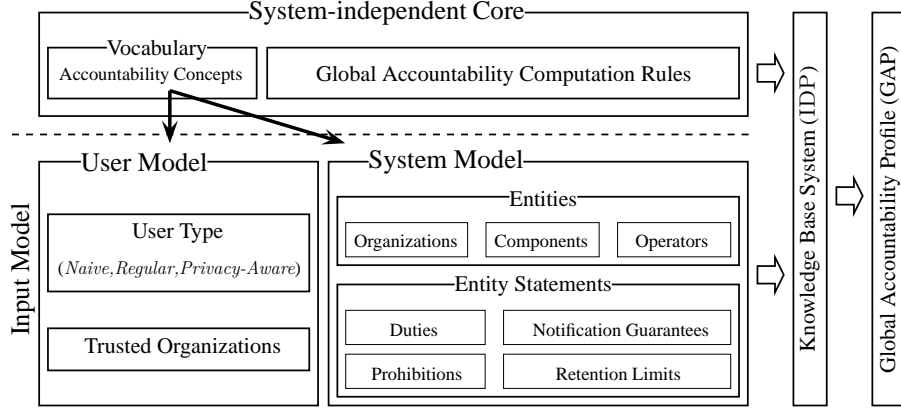 System-independent Core
Vocabulary
Accountability Concepts
Global Accountability Computation Rules
Input Model
User Model
User Type
(Naive,Regular,Privacy-Aware)
Trusted Organizations
System Model
Entities
Organizations
Components
Operators
Entity Statements
Duties
Notification Guarantees
Prohibitions
Retention Limits
Knowledge Base System (IDP)
Global Accountability Profile (GAP)